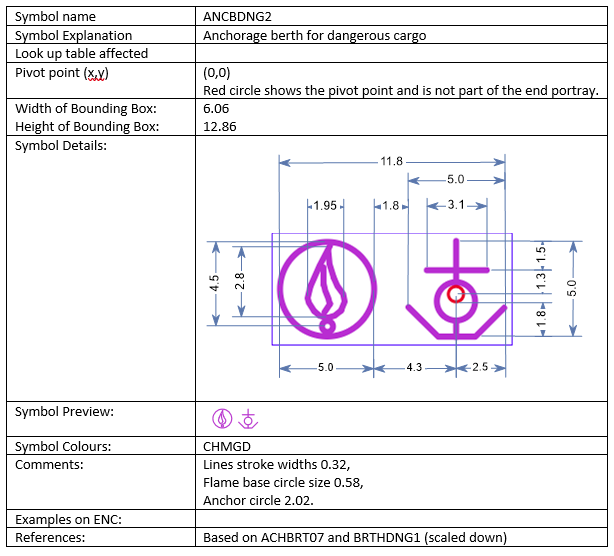 Symbol name ANCBDNG2
Symbol Explanation Anchorage berth for dangerous cargo
Look up table affected
Pivot point (x,y) (0,0)
Red circle shows the pivot point and is not part of the end portray.
Width of Bounding Box: 6.06
Height of Bounding Box: 12.86
Symbol Details:
11.8
5.0
1.95 1.8 3.1
4.5 2.8 1.8 1.3 1.5 5.0
5.0 4.3 2.5
Symbol Preview:
Symbol Colours: CHMGD
Comments: Lines stroke widths 0.32,
Flame base circle size 0.58,
Anchor circle 2.02.
Examples on ENC:
References: Based on ACHBRT07 and BRTHDNG1 (scaled down)